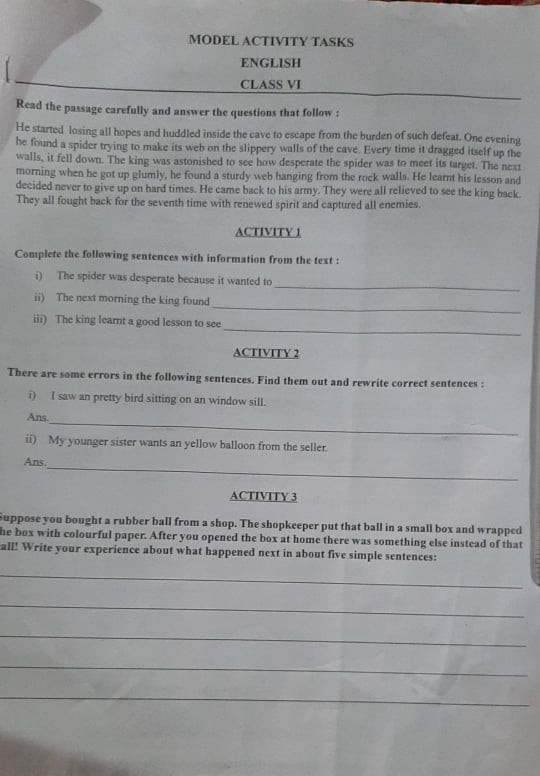 MODEL ACTIVITY TASKS
ENGLISH
CLASS VI
Read the passage carefully and answer the questions that follow :
He started losing all hopes and huddled inside the cave to escape from the burden of such defeat. One evening
he found a spider trying to make its web on the slippery walls of the cave. Every time it dragged itself up the
walls, it fell down. The king was astonished to see how desperate the spider was to meet its target. The next
morning when he got up glumly, he found a sturdy web hanging from the rock walls. He learnt his lesson and
decided never to give up on hard times. He came back to his army. They were all relieved to see the king back.
They all fought back for the seventh time with renewed spirit and captured all enemies.
ACTIVITY 1
Complete the following sentences with information from the text :
i) The spider was desperate because it wanted to
ii) The next morning the king found
iii) The king learnt a good lesson to see
ACTIVITY 2
There are some errors in the following sentences. Find them out and rewrite correct sentences :
i) I saw an pretty bird sitting on an window sill.
Ans.
ii) My younger sister wants an yellow balloon from the seller.
Ans.
ACTIVITY 3
Suppose you bought a rubber ball from a shop. The shopkeeper put that ball in a small box and wrapped
he box with colourful paper. After you opened the box at home there was something else instead of that
all! Write your experience about what happened next in about five simple sentences: